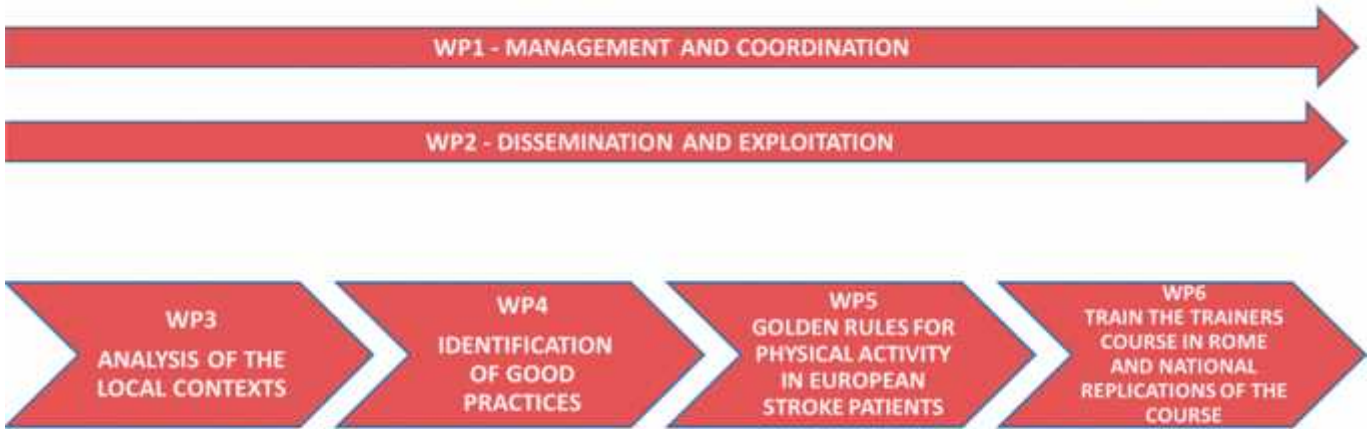 WP1 - MANAGEMENT AND COORDINATION
WP2 - DISSEMINATION AND EXPLOITATION
WP3
ANALYSIS OF THE
LOCAL CONTEXTS
WP4
IDENTIFICATION
OF GOOD
PRACTICES
WP5
GOLDEN RULES FOR
PHYSICAL ACTIVITY
IN EUROPEAN
STROKE PATIENTS
WP6
TRAIN THE TRAINERS
COURSE IN ROME
AND NATIONAL
REPLICATIONS OF THE
COURSE